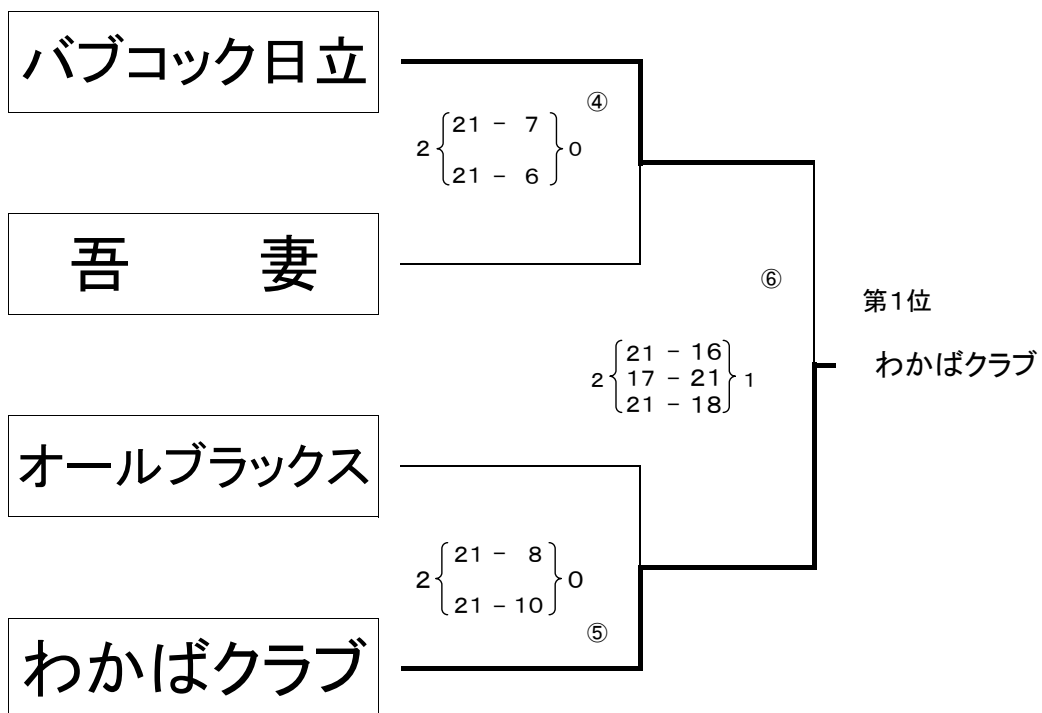 バブコック日立
④
2 { 21 - 7 } 0
21 - 6
吾　妻
⑥
第1位
わかばクラブ
2 { 21 - 16
17 - 21
21 - 18 } 1
オールブラックス
2 { 21 - 8 } 0
21 - 10
⑤
わかばクラブ